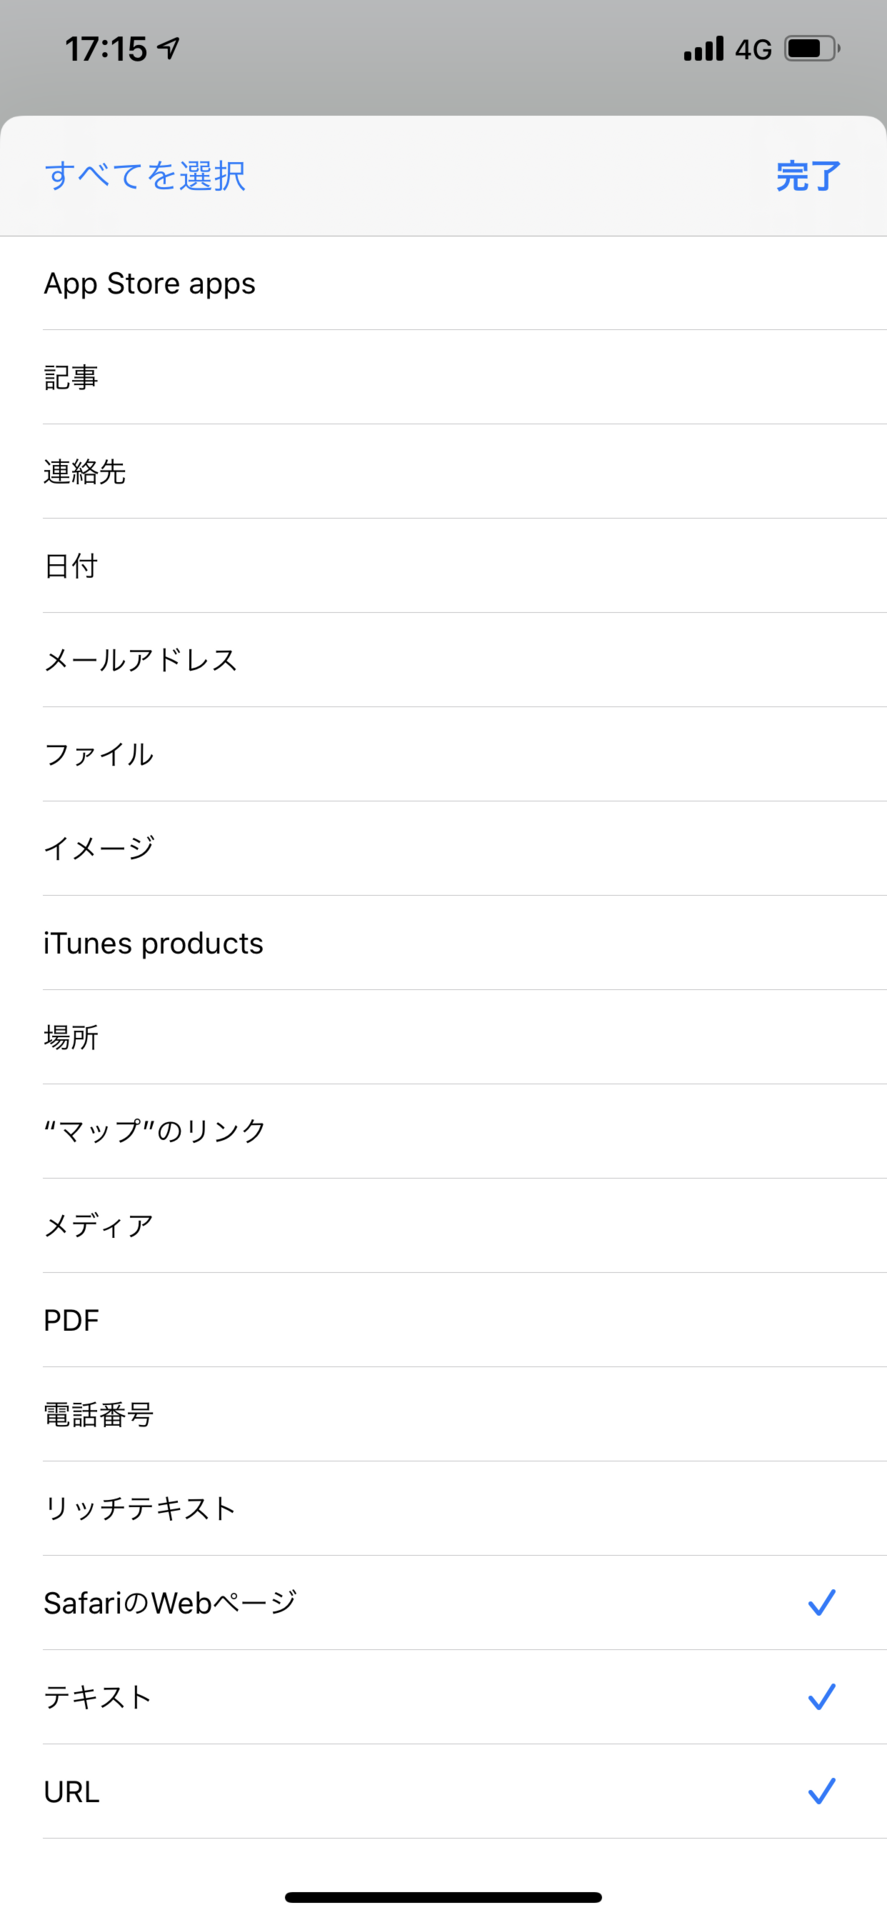 17:15
4G
すべてを選択
完了
App Store apps
記事
連絡先
日付
メールアドレス
ファイル
イメージ
iTunes products
場所
“マップ”のリンク
メディア
PDF
電話番号
リッチテキスト
SafariのWebページ
テキスト
URL